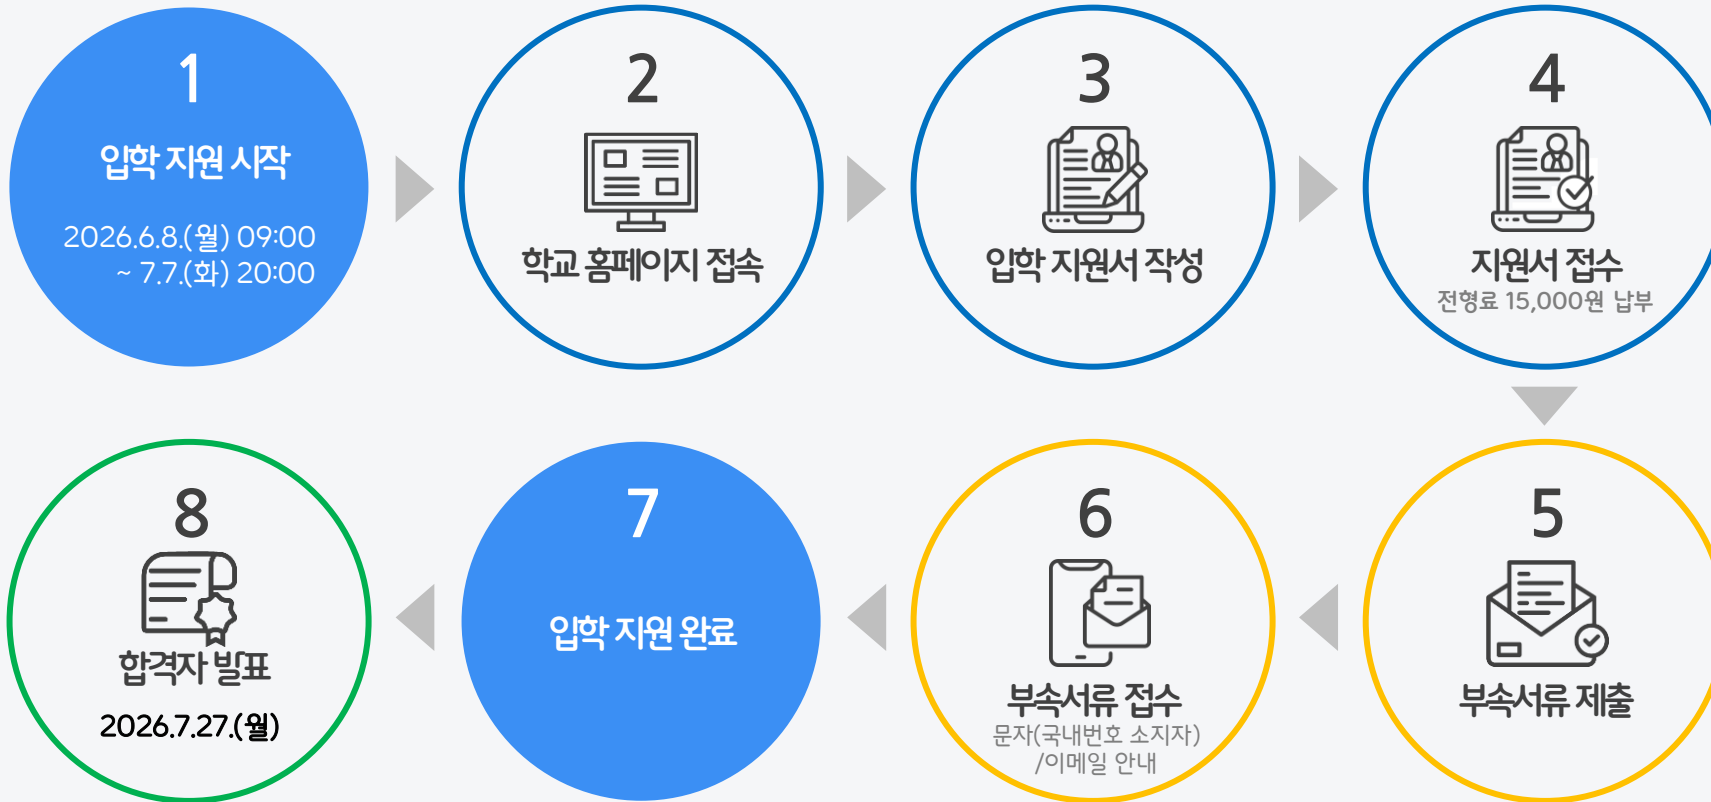 1
입학 지원 시작
2026.6.8.(월) 09:00
~ 7.7.(화) 20:00
2
학교 홈페이지 접속
3
입학 지원서 작성
4
지원서 접수
전형료 15,000원 납부
5
부속서류 제출
6
부속서류 접수
문자(국내번호 소지자)
/이메일 안내
7
입학 지원 완료
8
합격자 발표
2026.7.27.(월)